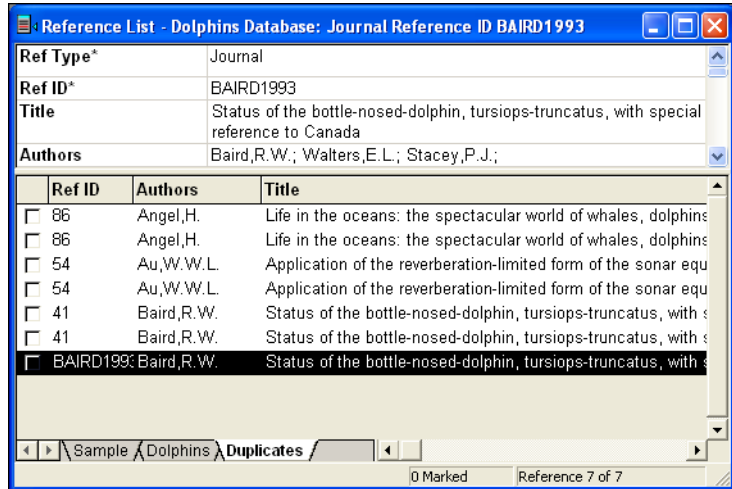 Reference List - Dolphins Database: Journal Reference ID BAIRD1993
Ref Type* Journal
Ref ID* BAIRD1993
Title Status of the bottle-nosed-dolphin, tursiops-truncatus, with special
reference to Canada
Authors Baird,R.W.; Walters,E.L.; Stacey,P.J.;
Ref ID Authors Title
86 Angel,H. Life in the oceans: the spectacular world of whales, dolphins
86 Angel,H. Life in the oceans: the spectacular world of whales, dolphins
54 Au,W.W.L. Application of the reverberation-limited form of the sonar equ
54 Au,W.W.L. Application of the reverberation-limited form of the sonar equ
41 Baird,R.W. Status of the bottle-nosed-dolphin, tursiops-truncatus, with s
41 Baird,R.W. Status of the bottle-nosed-dolphin, tursiops-truncatus, with s
BAIRD1993 Baird,R.W. Status of the bottle-nosed-dolphin, tursiops-truncatus, with s
Sample Dolphins Duplicates
0 Marked Reference 7 of 7